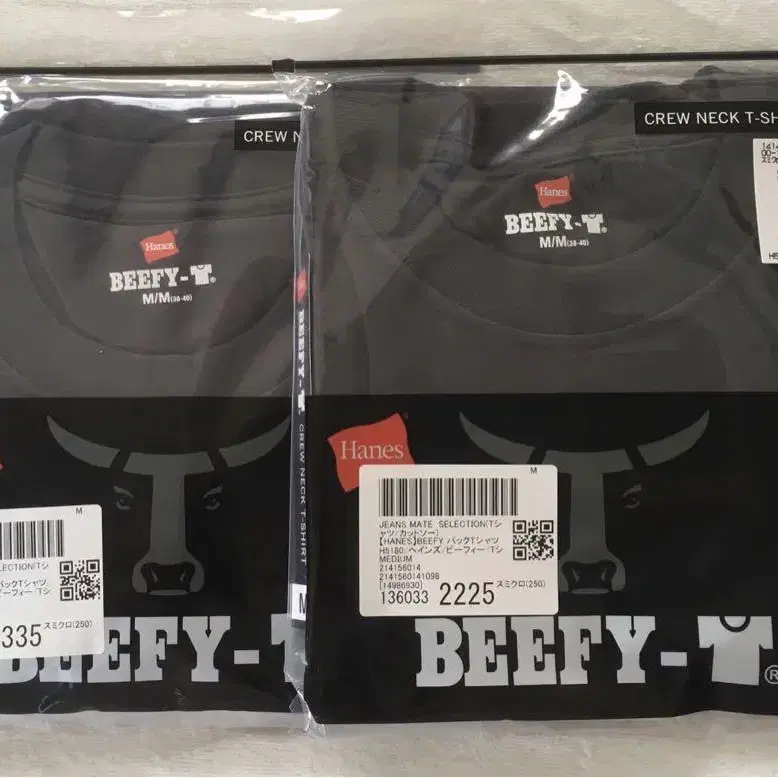 CREW N
Hanes
BEEFY-
®
M/M(38-40)
BEEFY-T
CREW NECK T-SHIRT
M
M
ELECTION(Tシ
パックTシャツ
ビーフィー/Tシ
335 スミクロ(250)
BEEFY-T
CREW NECK T-SH
Hanes
BEEFY-
®
M/M(38-40)
Hanes
M
JEANS MATE SELECTION(Tシ
ャツ/カットソー)
【HANES】BEEFY パックTシャツ
H5180/ヘインズ/ビーフィー/Tシ
MEDIUM
214156014
2141560141098
[14986930]
136033 2225 スミクロ(250)
BEEFY-
®